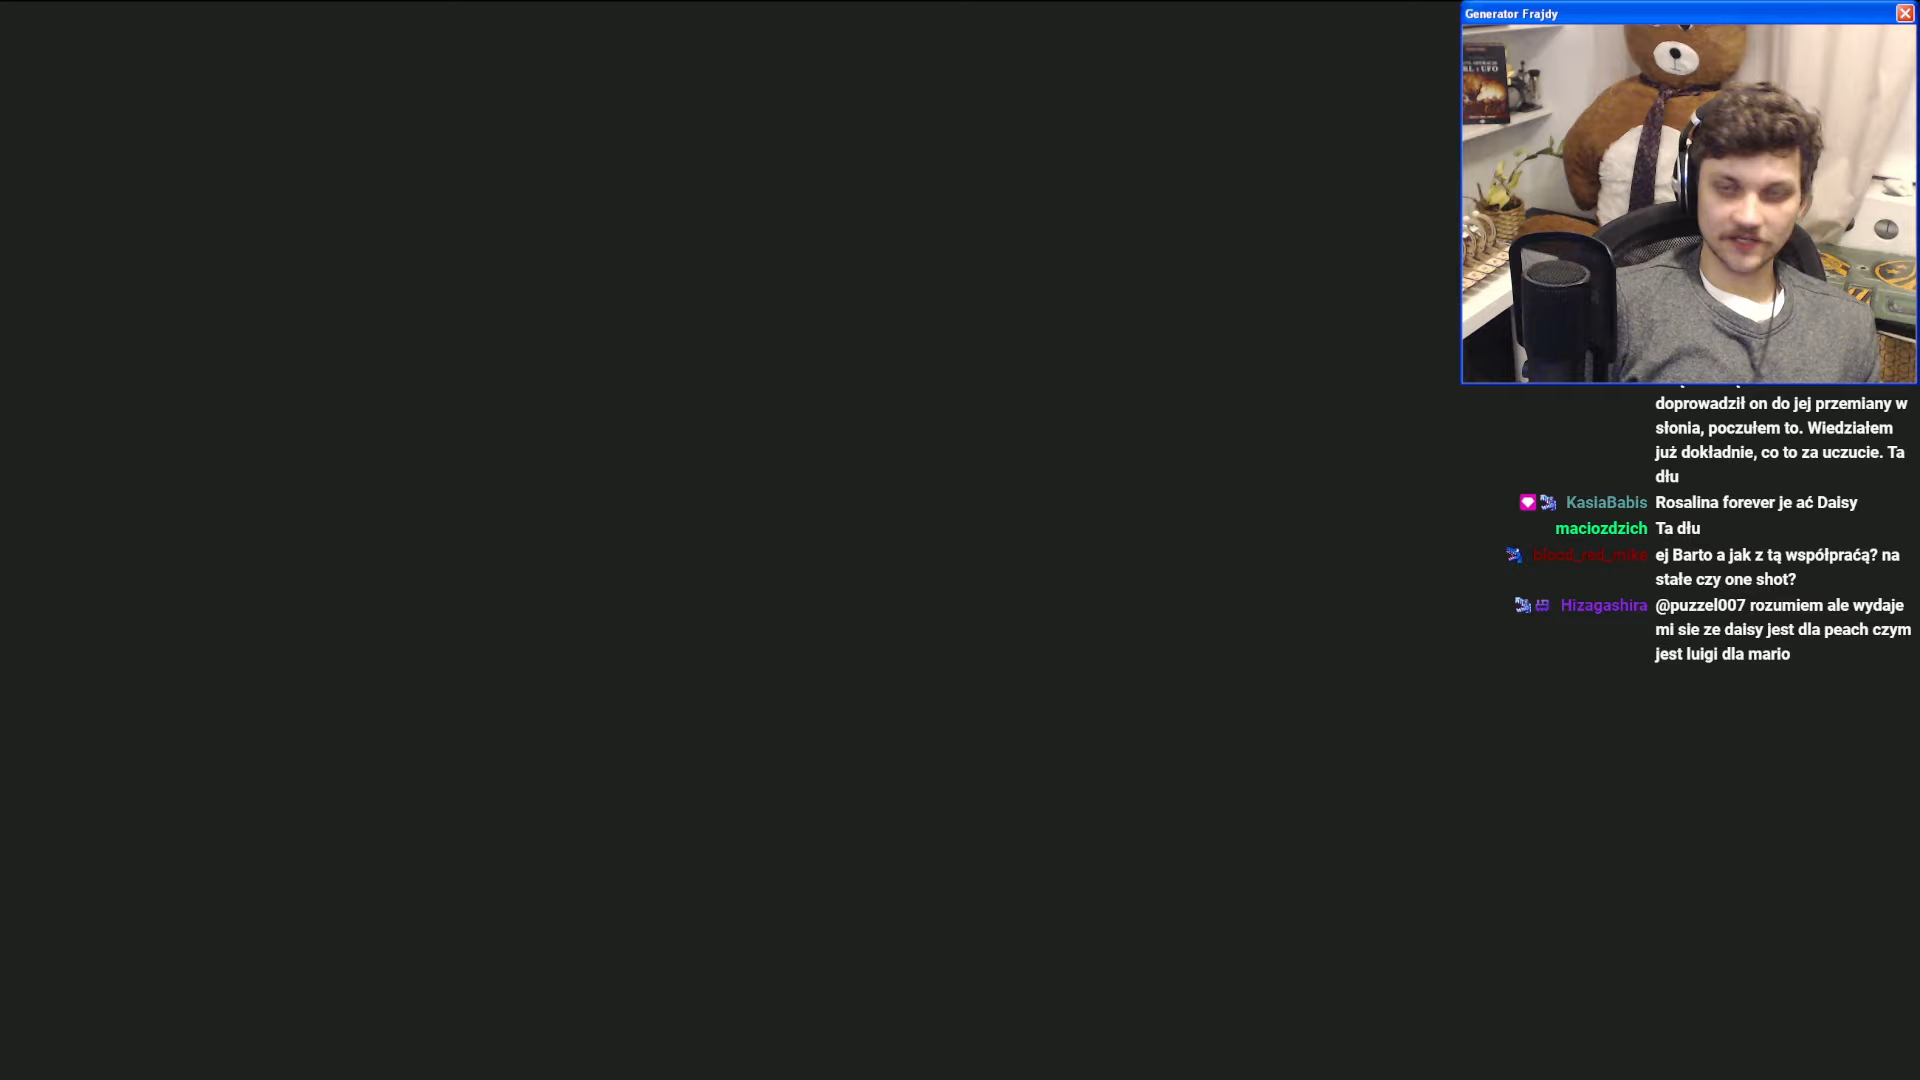 Generator Frajdy
doprowadził on do jej przemiany w
słonia, poczułem to. Wiedziałem
już dokładnie, co to za uczucie. Ta
dłu
KasiaBabis Rosalina forever je ać Daisy
maciozdzich Ta dłu
blood_red_mike ej Barto a jak z tą współpraćą? na
stałe czy one shot?
Hizagashira @puzzel007 rozumiem ale wydaje
mi sie ze daisy jest dla peach czym
jest luigi dla mario